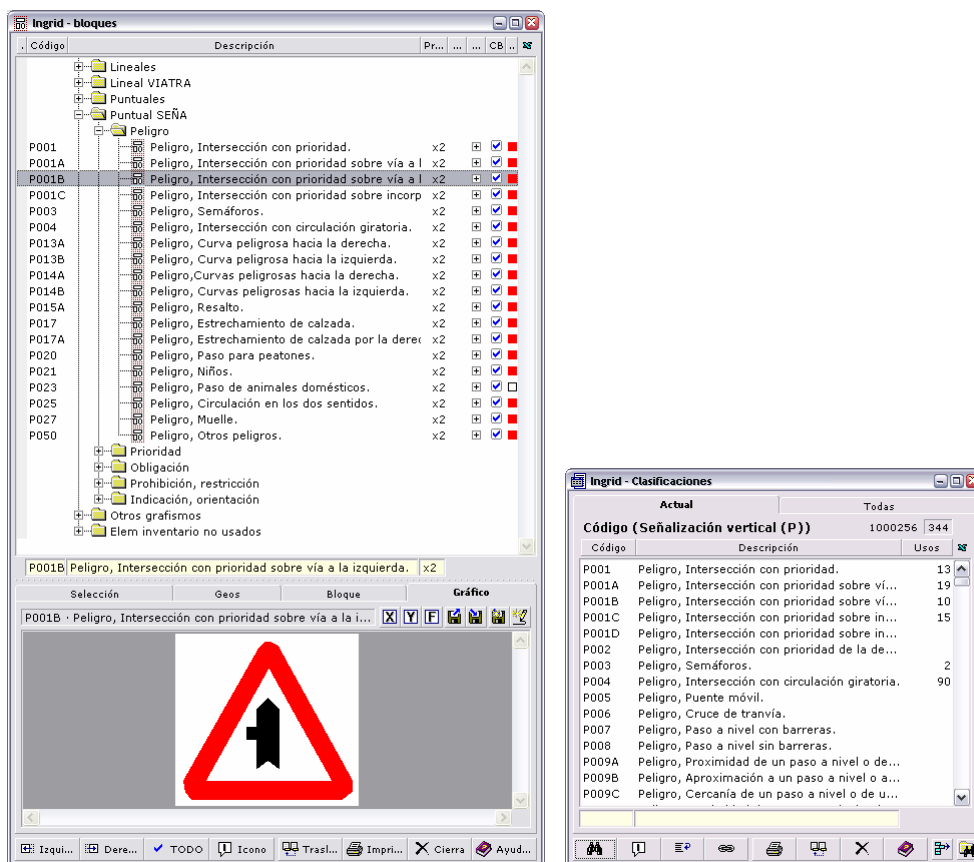 Ingrid - bloques
. Código Descripción Pr... ... ... CB ..
Lineales
Lineal VIATRA
Puntuales
Puntual SEÑA
Peligro
P001 Peligro, Intersección con prioridad. x2
P001A Peligro, Intersección con prioridad sobre vía a l x2
P001B Peligro, Intersección con prioridad sobre vía a l x2
P001C Peligro, Intersección con prioridad sobre incorp x2
P003 Peligro, Semáforos. x2
P004 Peligro, Intersección con circulación giratoria. x2
P013A Peligro, Curva peligrosa hacia la derecha. x2
P013B Peligro, Curva peligrosa hacia la izquierda. x2
P014A Peligro,Curvas peligrosas hacia la derecha. x2
P014B Peligro, Curvas peligrosas hacia la izquierda. x2
P015A Peligro, Resalto. x2
P017 Peligro, Estrechamiento de calzada. x2
P017A Peligro, Estrechamiento de calzada por la derec x2
P020 Peligro, Paso para peatones. x2
P021 Peligro, Niños. x2
P023 Peligro, Paso de animales domésticos. x2
P025 Peligro, Circulación en los dos sentidos. x2
P027 Peligro, Muelle. x2
P050 Peligro, Otros peligros. x2
Prioridad
Obligación
Prohibición, restricción
Indicación, orientación
Otros grafismos
Elem inventario no usados
P001B Peligro, Intersección con prioridad sobre vía a la izquierda. x2
Selección Geos Bloque Gráfico
P001B · Peligro, Intersección con prioridad sobre vía a la i... X Y F
Izqui... Dere... TODO Icono Trasl... Impri... Cierra Ayud...
Ingrid - Clasificaciones
Actual Todas
Código (Señalización vertical (P)) 1000256 344
Código Descripción Usos
P001 Peligro, Intersección con prioridad. 13
P001A Peligro, Intersección con prioridad sobre ví... 19
P001B Peligro, Intersección con prioridad sobre ví... 10
P001C Peligro, Intersección con prioridad sobre in... 15
P001D Peligro, Intersección con prioridad sobre in...
P002 Peligro, Intersección con prioridad de la de...
P003 Peligro, Semáforos. 2
P004 Peligro, Intersección con circulación giratoria. 90
P005 Peligro, Puente móvil.
P006 Peligro, Cruce de tranvía.
P007 Peligro, Paso a nivel con barreras.
P008 Peligro, Paso a nivel sin barreras.
P009A Peligro, Proximidad de un paso a nivel o de...
P009B Peligro, Aproximación a un paso a nivel o a...
P009C Peligro, Cercanía de un paso a nivel o de u...